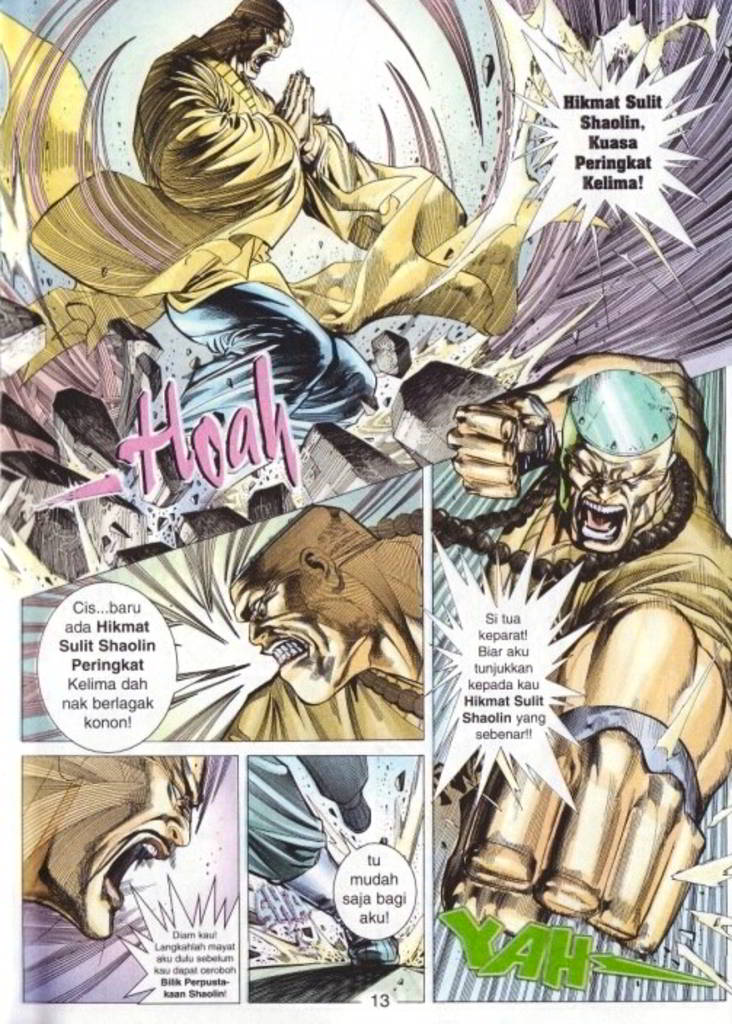 Hikmat Sulit
Shaolin,
Kuasa
Peringkat
Kelima!
Hoah
Cis...baru
ada Hikmat
Sulit Shaolin
Peringkat
Kelima dah
nak berlagak
konon!
Si tua
keparat!
Biar aku
tunjukkan
kepada kau
Hikmat Sulit
Shaolin yang
sebenar!!
YAH
Diam kau!
Langkahlah mayat
aku dulu sebelum
kau dapat ceroboh
Bilik Perpusta-
kaan Shaolin!
tu
mudah
saja bagi
aku!
13